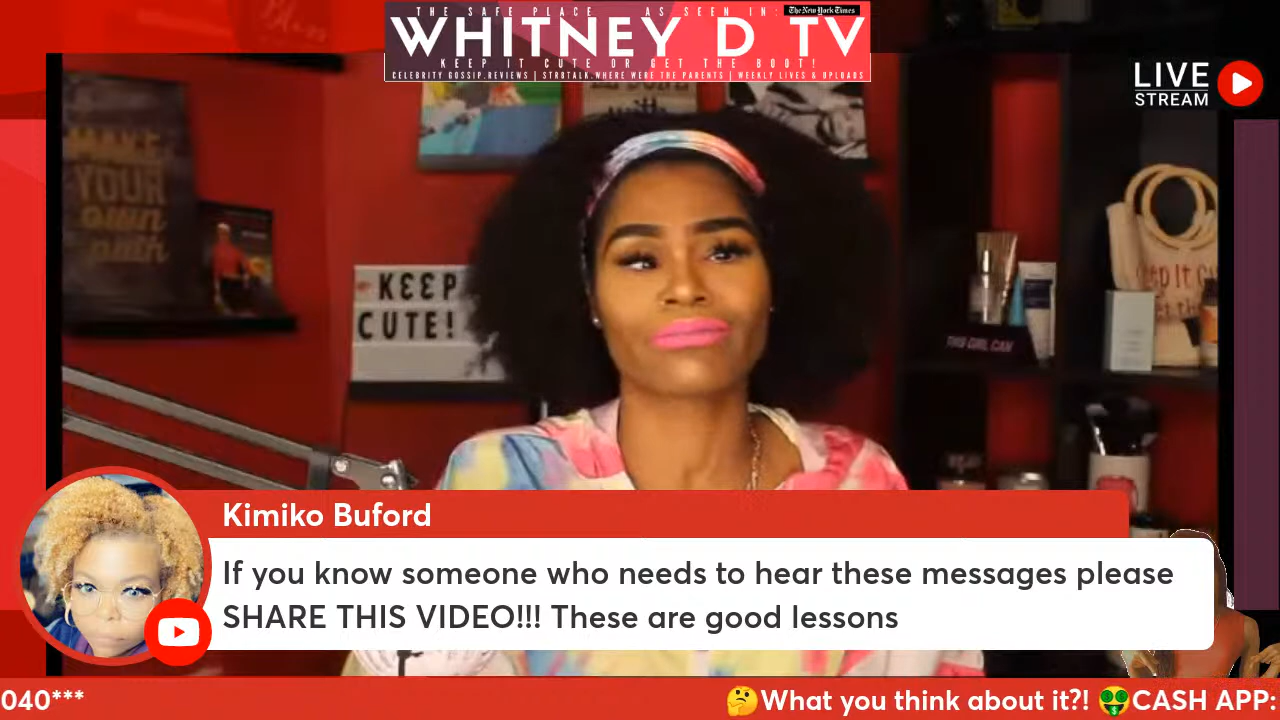 THE SAFE PLACE AS SEEN IN: The New York Times
WHITNEY D TV
KEEP IT CUTE OR GET THE BOOT!
CELEBRITY GOSSIP.REVIEWS | STR8TALK.WHERE WERE THE PARENTS | WEEKLY LIVES & UPLOADS
LIVE
STREAM
MAKE
YOUR
own
path
with
KEEP
CUTE!
THIS GIRL CAN
Kimiko Buford
If you know someone who needs to hear these messages please
SHARE THIS VIDEO!!! These are good lessons
040*** 🤔What you think about it?! 🤑CASH APP: